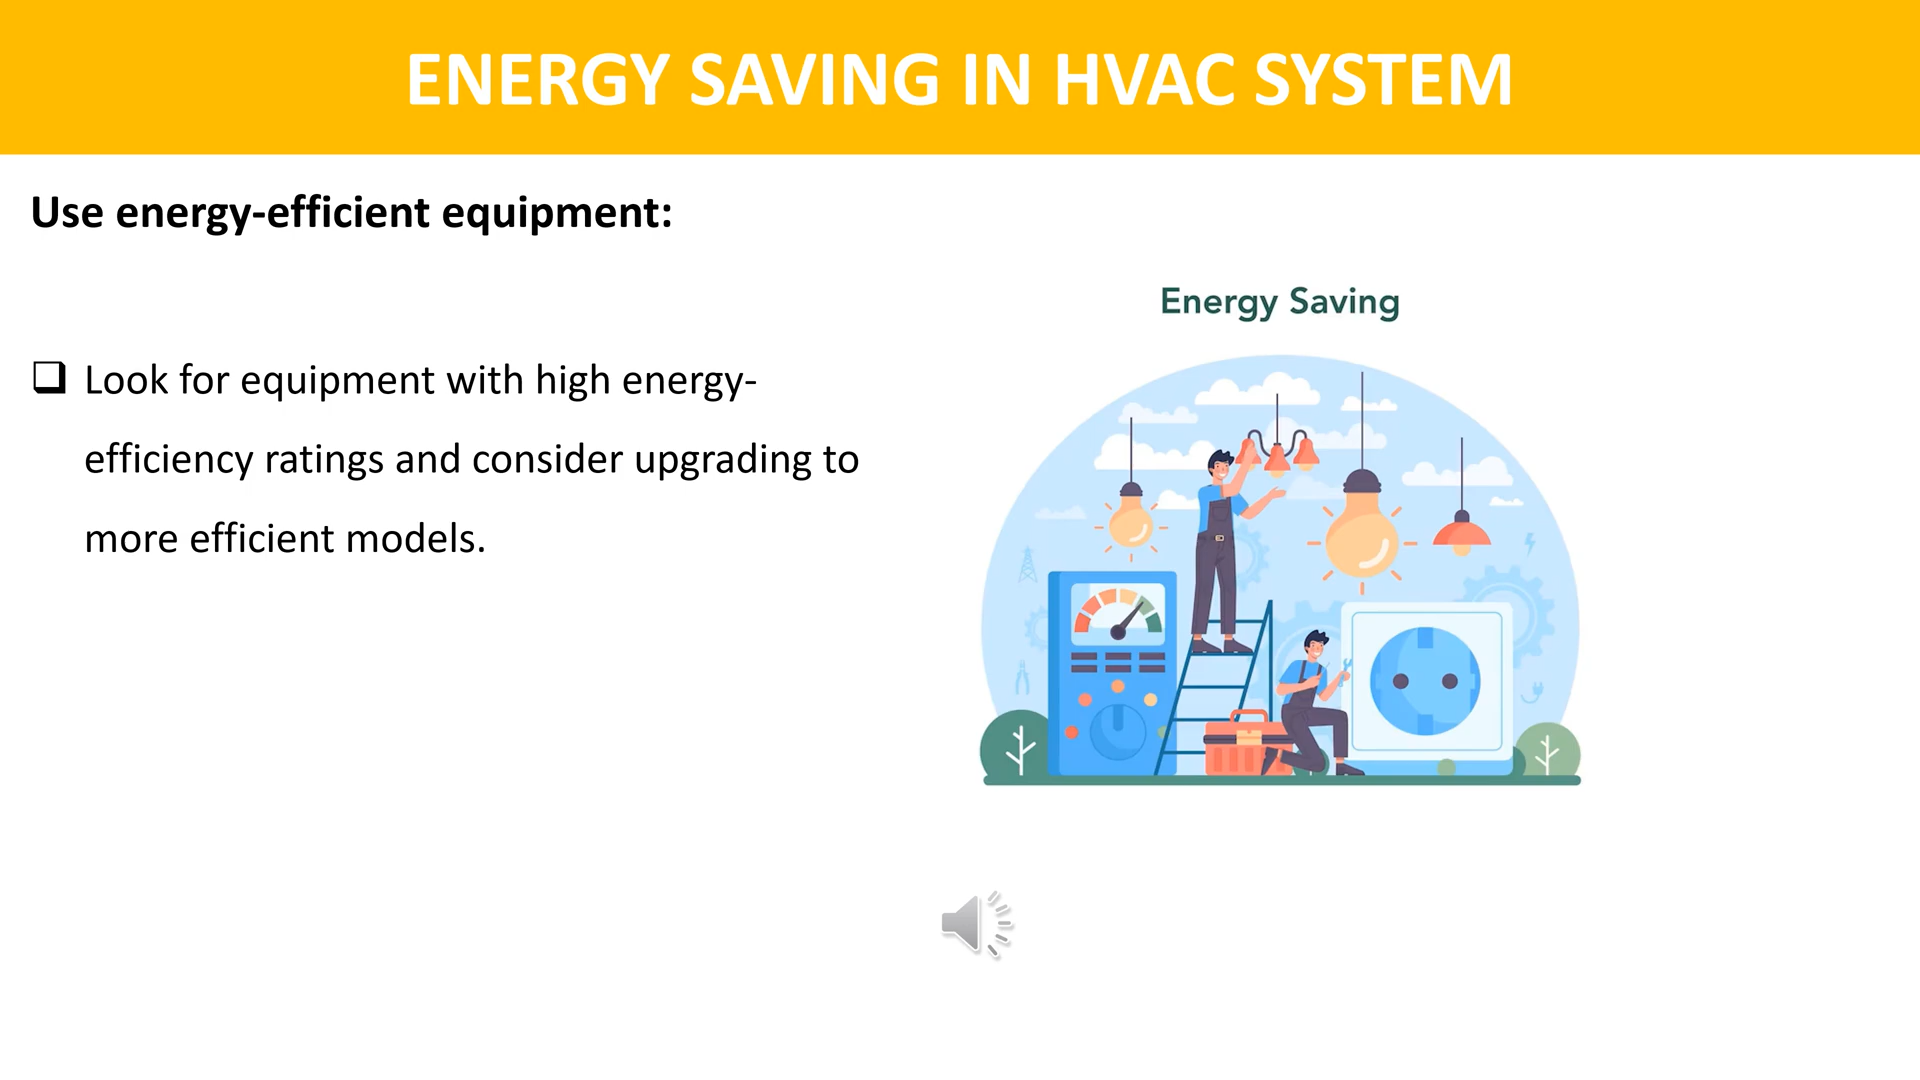 ENERGY SAVING IN HVAC SYSTEM
Use energy-efficient equipment:
❑ Look for equipment with high energy-
efficiency ratings and consider upgrading to
more efficient models.
Energy Saving